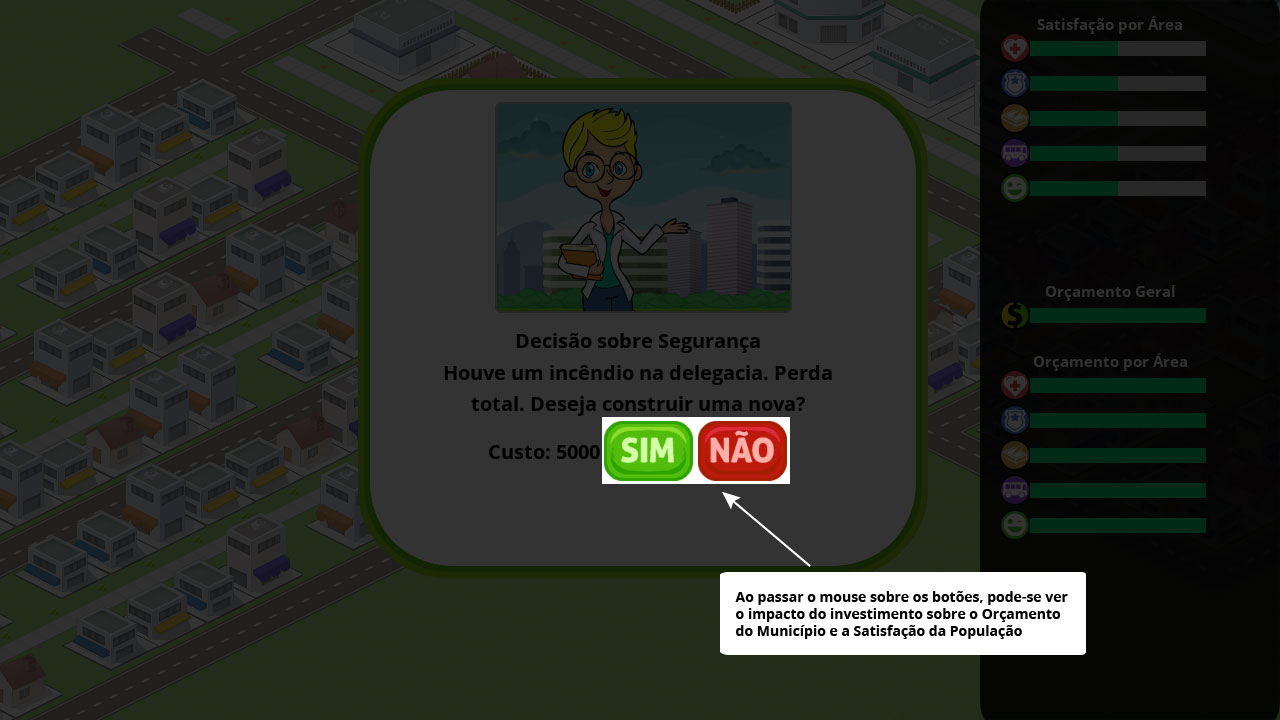 Satisfação por Área
Decisão sobre Segurança
Houve um incêndio na delegacia. Perda
total. Deseja construir uma nova?
Custo: 5000
SIM
NÃO
Orçamento Geral
Orçamento por Área
Ao passar o mouse sobre os botões, pode-se ver
o impacto do investimento sobre o Orçamento
do Município e a Satisfação da População